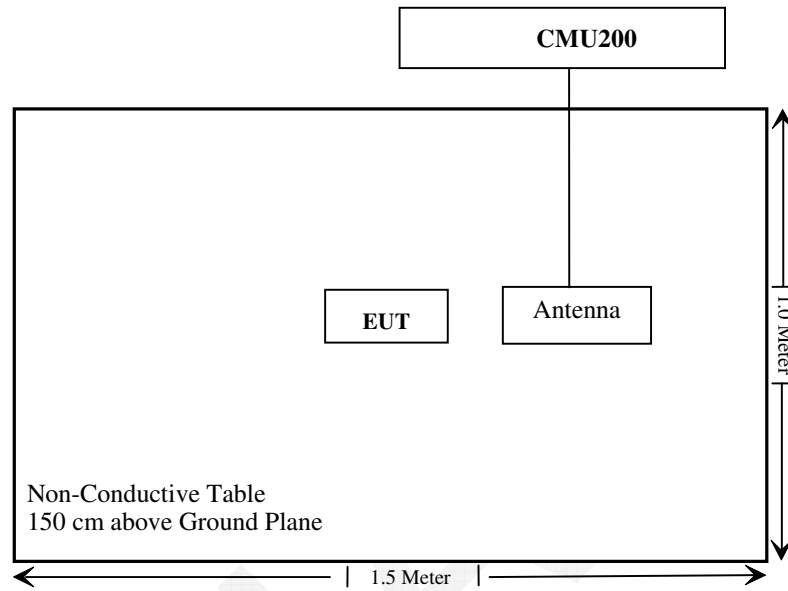 CMU200
EUT
Antenna
1.0 Meter
Non-Conductive Table
150 cm above Ground Plane
1.5 Meter